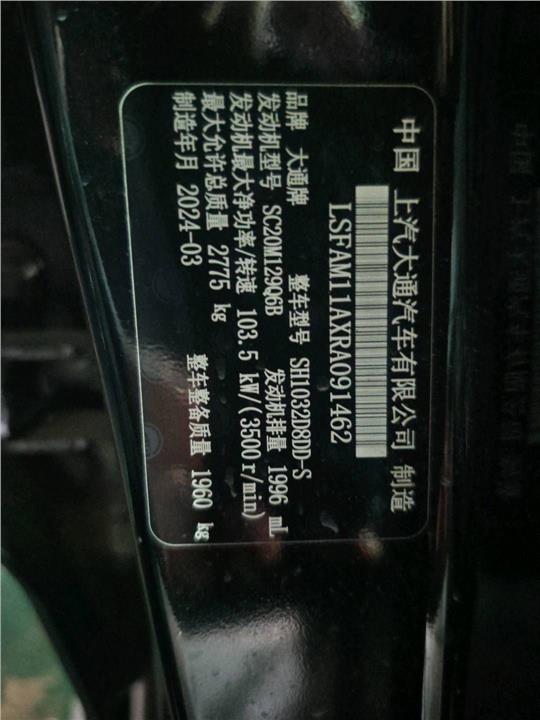 中国 上汽大通汽车有限公司 制造
LSFAM11AXRA091462
品牌 大通牌 整车型号 SH1032D8DD-S
发动机型号 SC20M129Q6B 发动机排量 1996 mL
发动机最大净功率/转速 103.5 kW/(3500r/min)
最大允许总质量 2775 kg 整车整备质量 1960 kg
制造年月 2024-03